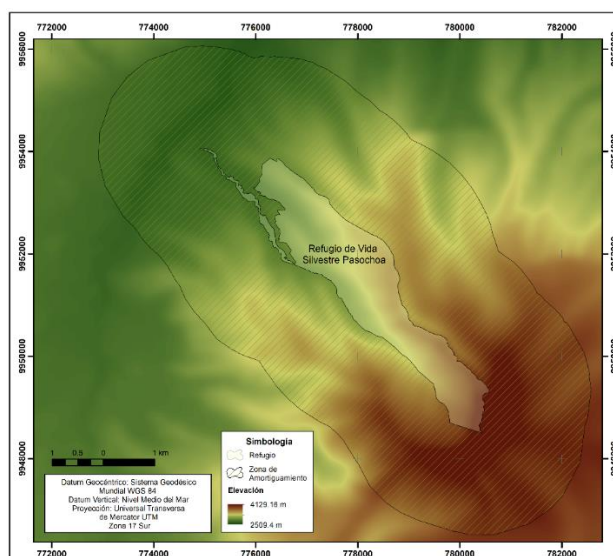 772000 774000 776000 778000 780000 782000
9956000
9954000
9952000
9950000
9948000
Refugio de Vida
Silvestre Pasochoa
1 0.5 0 1 km
Datum Geocéntrico: Sistema Geodésico
Mundial WGS 84
Datum Vertical: Nivel Medio del Mar
Proyección: Universal Transversa
de Mercator UTM
Zona 17 Sur
Simbología
Refugio
Zona de
Amortiguamiento
Elevación
4129.18 m
2509.4 m
772000 774000 776000 778000 780000 782000